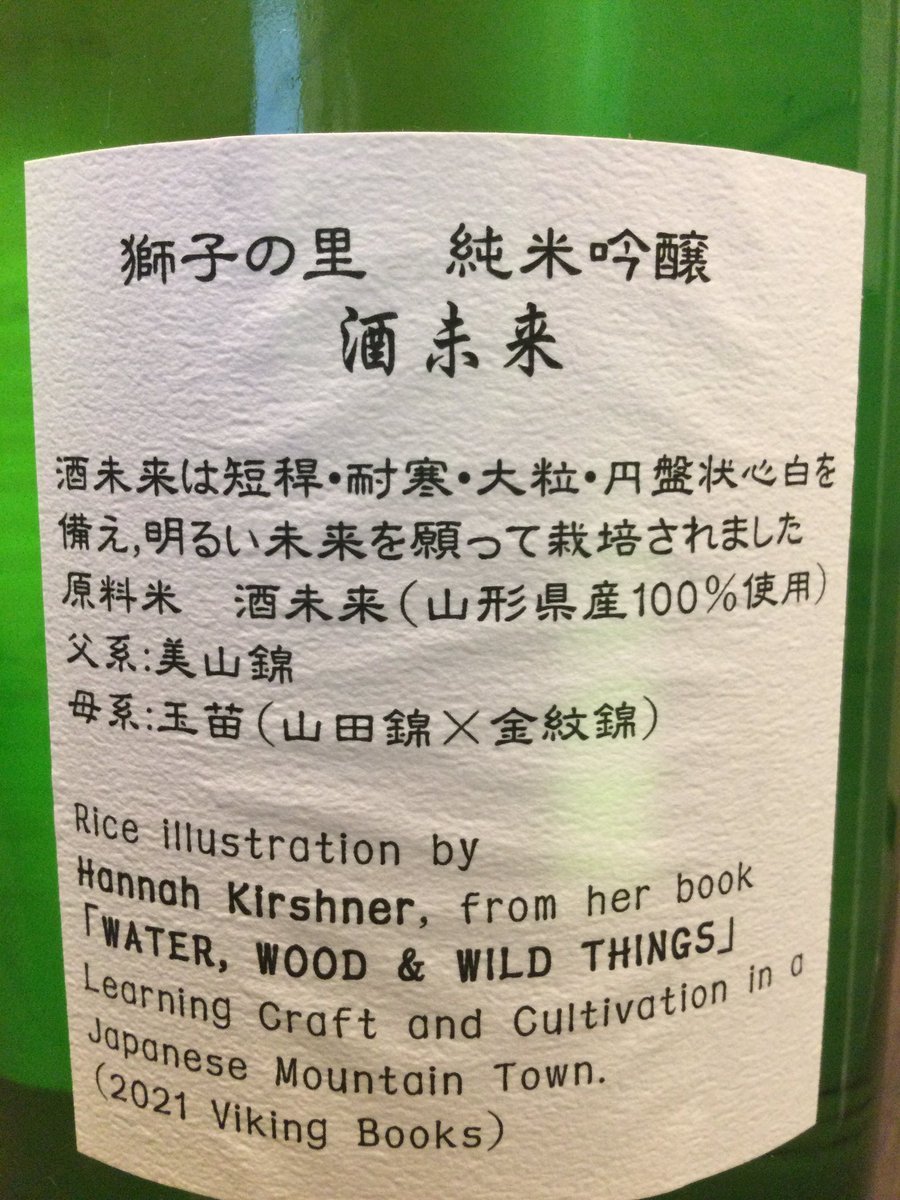 獅子の里　純米吟醸
酒未来
酒未来は短稈・耐寒・大粒・円盤状心白を
備え,明るい未来を願って栽培されました
原料米　酒未来(山形県産100%使用)
父系:美山錦
母系:玉苗(山田錦×金紋錦)
Rice illustration by
Hannah Kirshner, from her book
「WATER, WOOD & WILD THINGS」
Learning Craft and Cultivation in a
Japanese Mountain Town.
(2021 Viking Books)